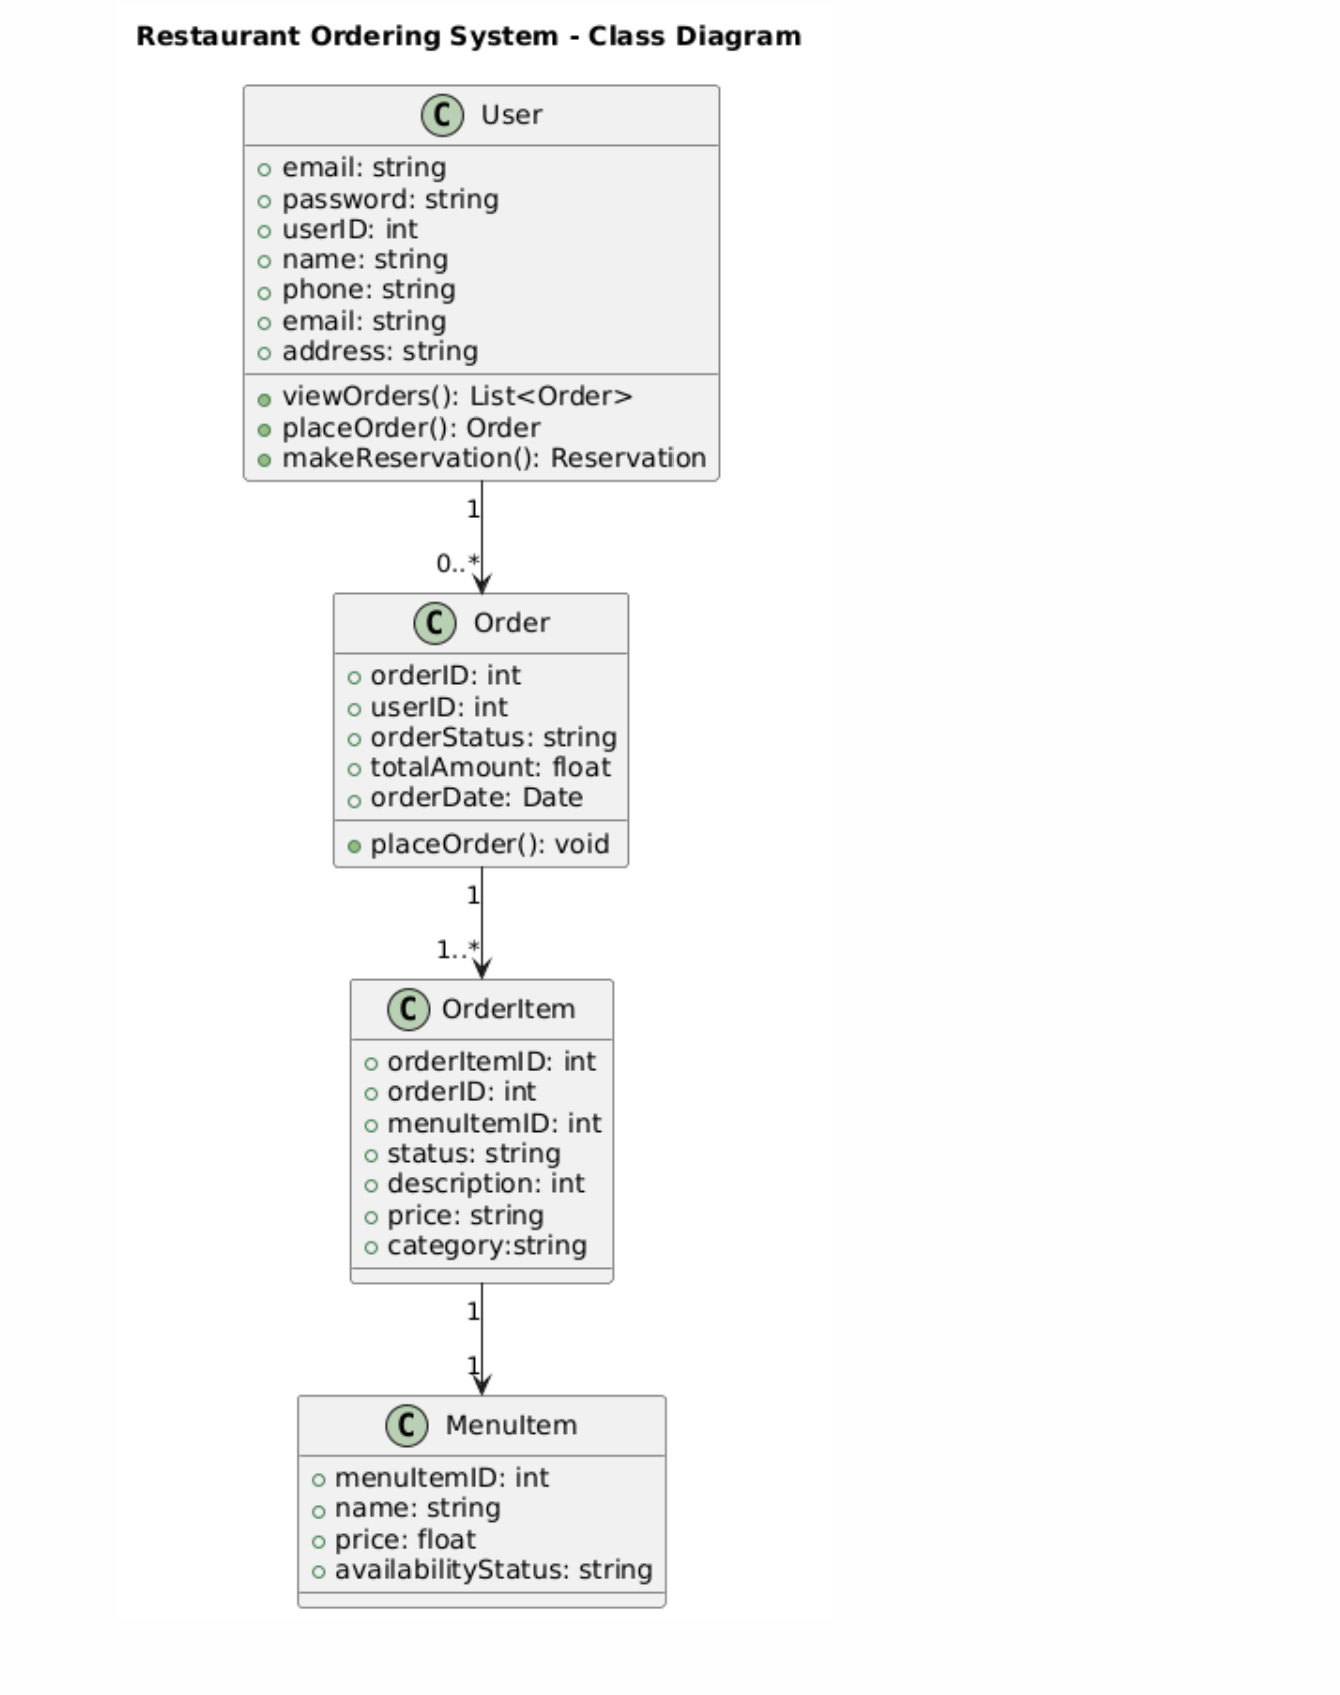 Restaurant Ordering System - Class Diagram
C User
email: string
password: string
userID: int
name: string
phone: string
email: string
address: string
viewOrders(): List<Order>
placeOrder(): Order
makeReservation(): Reservation
1
0..*
C Order
orderID: int
userID: int
orderStatus: string
totalAmount: float
orderDate: Date
placeOrder(): void
1
1..*
C OrderItem
orderItemID: int
orderID: int
menuItemID: int
status: string
description: int
price: string
category:string
1
1
C MenuItem
menuItemID: int
name: string
price: float
availabilityStatus: string